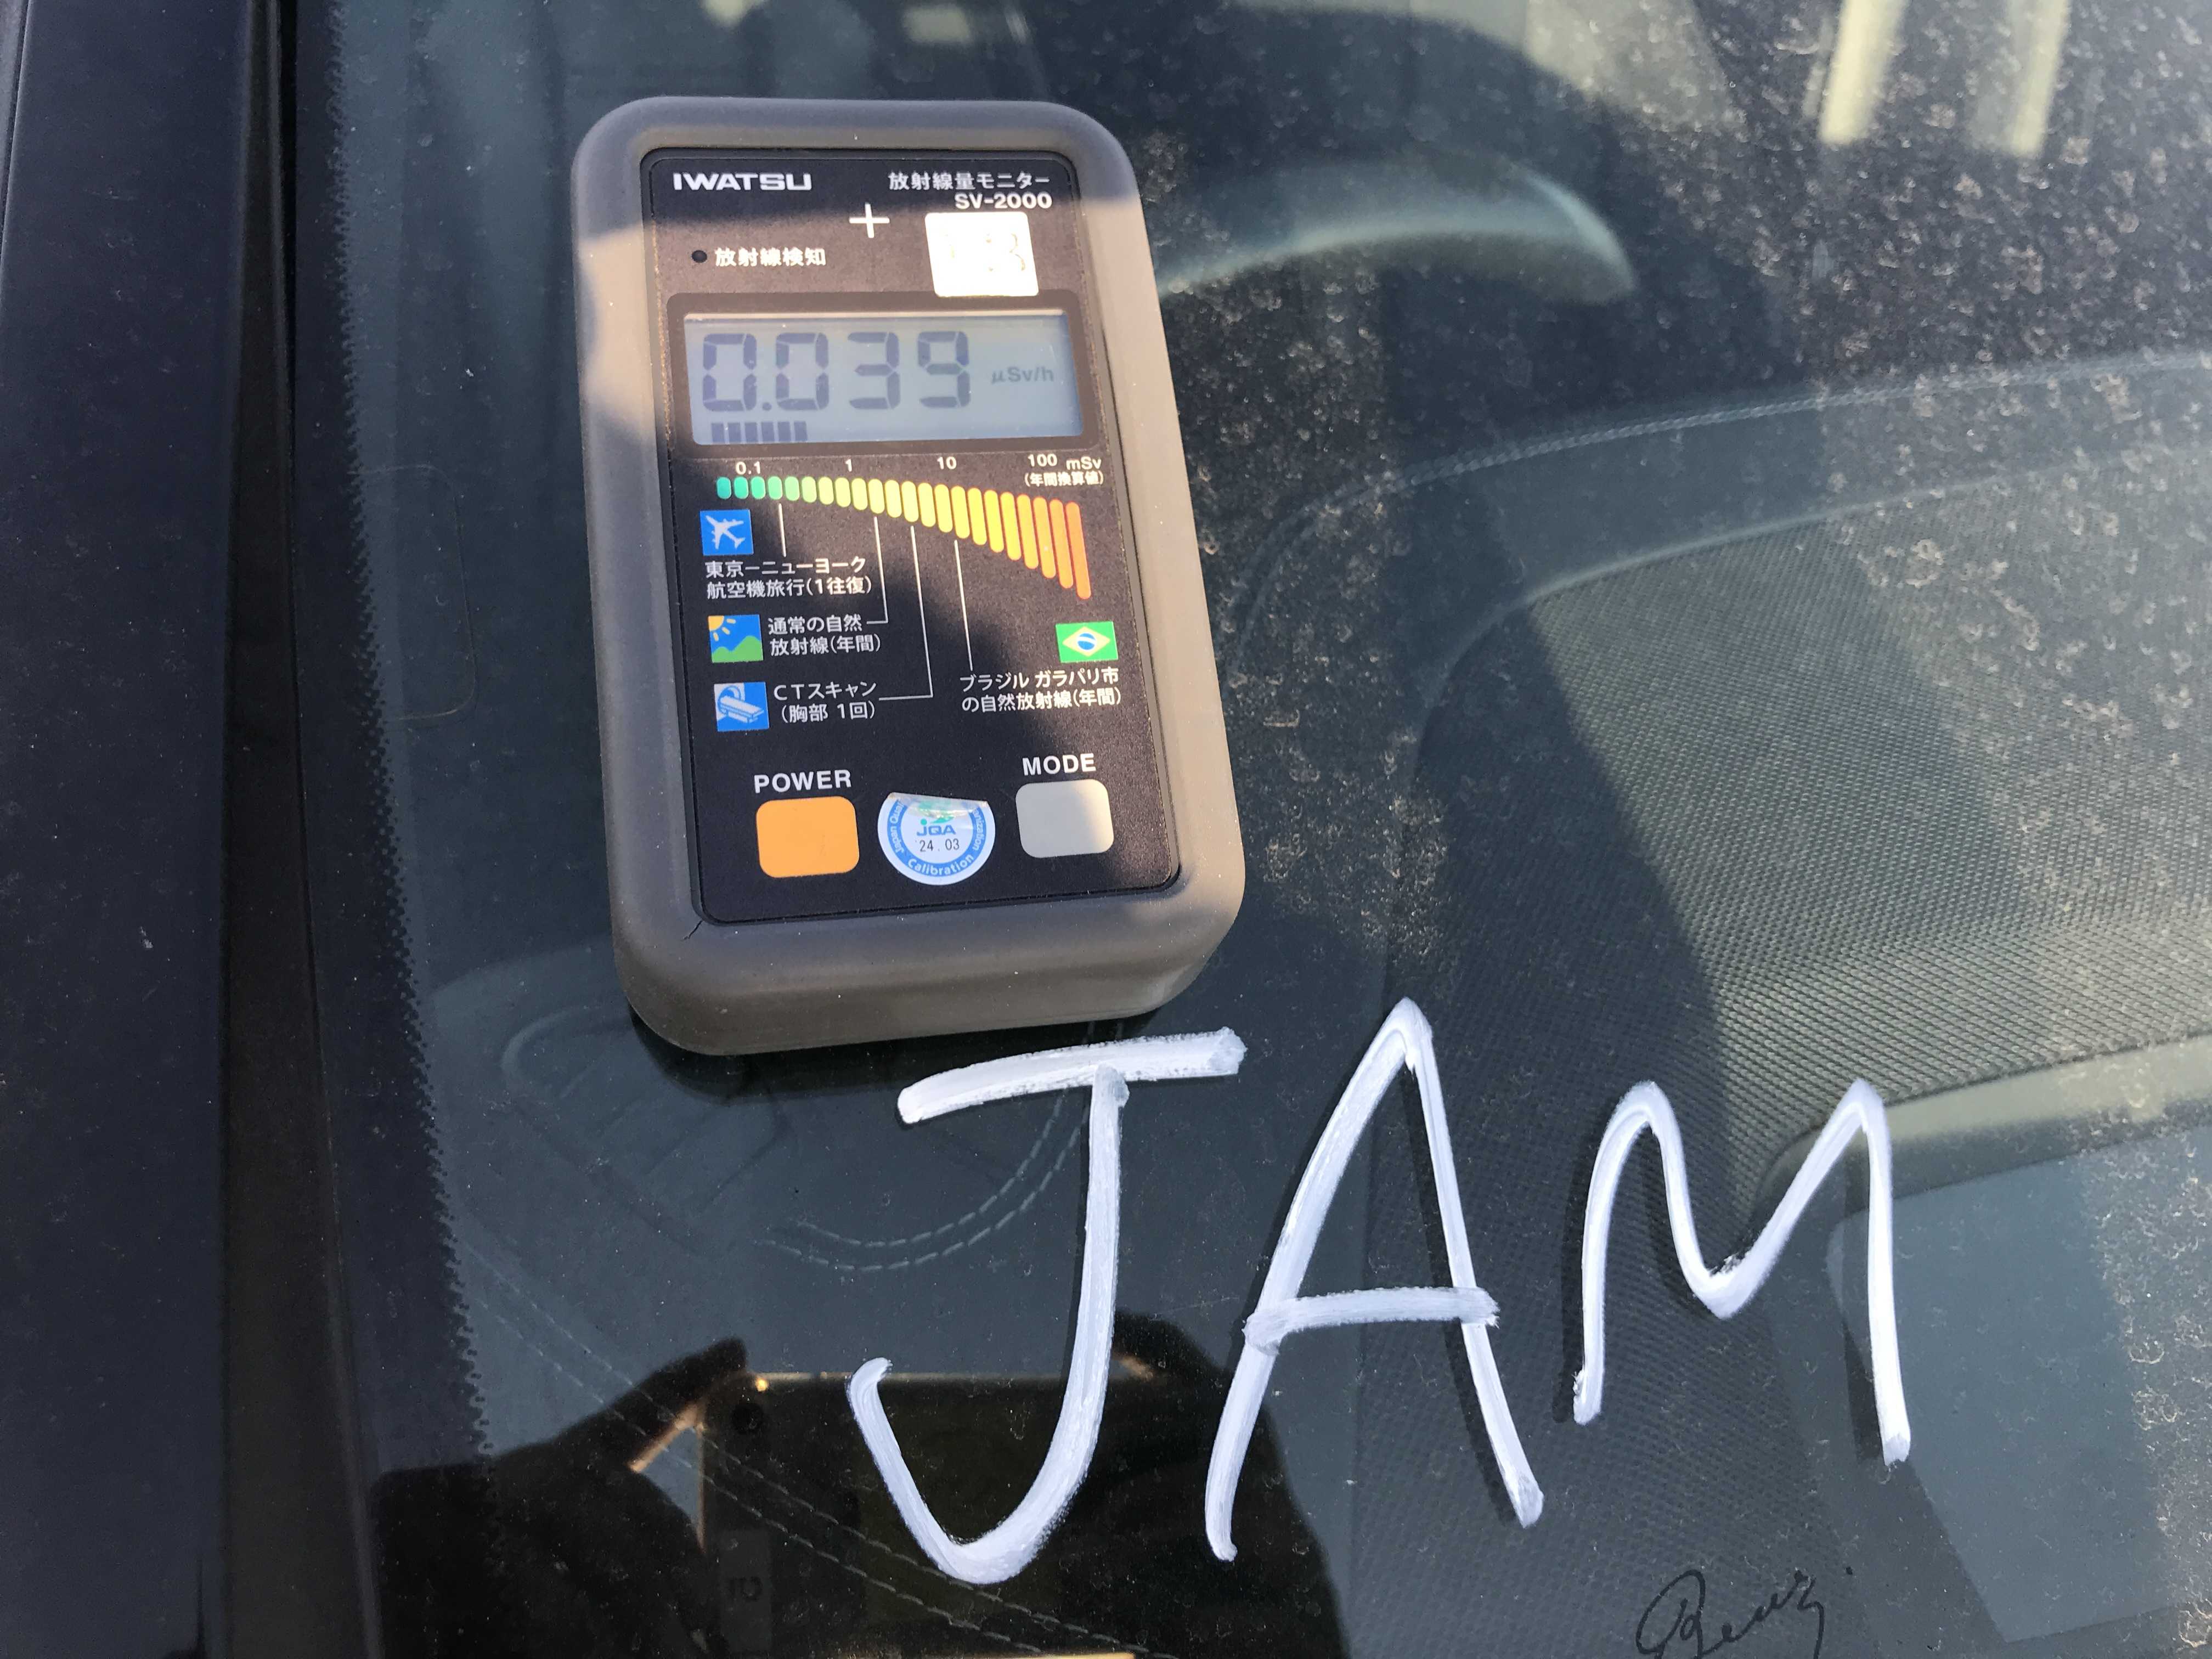 IWATSU
放射線量モニター
SV-2000
放射線検知
0.039 μSv/h
0.1 1 10 100 mSv
(年間換算値)
東京ーニューヨーク
航空機旅行(1往復)
通常の自然
放射線(年間)
CTスキャン
(胸部 1回)
ブラジル ガラパリ市
の自然放射線(年間)
POWER
MODE
JQA
'24.03
Calibration
JAM